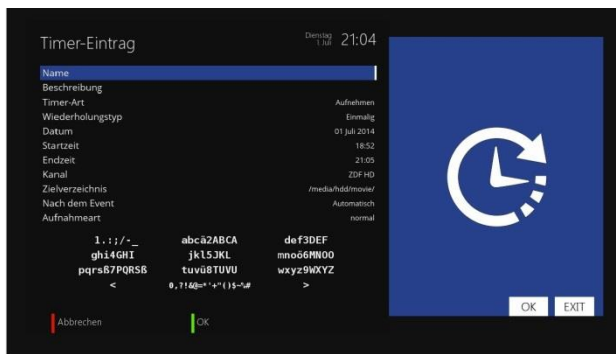 Timer-Eintrag
Dienstag
1 Juli
21:04
Name
Beschreibung
Timer-Art Aufnehmen
Wiederholungstyp Einmalig
Datum 01 Juli 2014
Startzeit 18:52
Endzeit 21:05
Kanal ZDF HD
Zielverzeichnis /media/hdd/movie/
Nach dem Event Automatisch
Aufnahmeart normal
1.:;/-_ abcä2ABCA def3DEF
ghi4GHI jkl5JKL mnoö6MNOO
pqrsß7PQRSß tuvü8TUVU wxyz9WXYZ
< 0,?!&@=*'+"()$~%# >
Abbrechen OK
OK EXIT